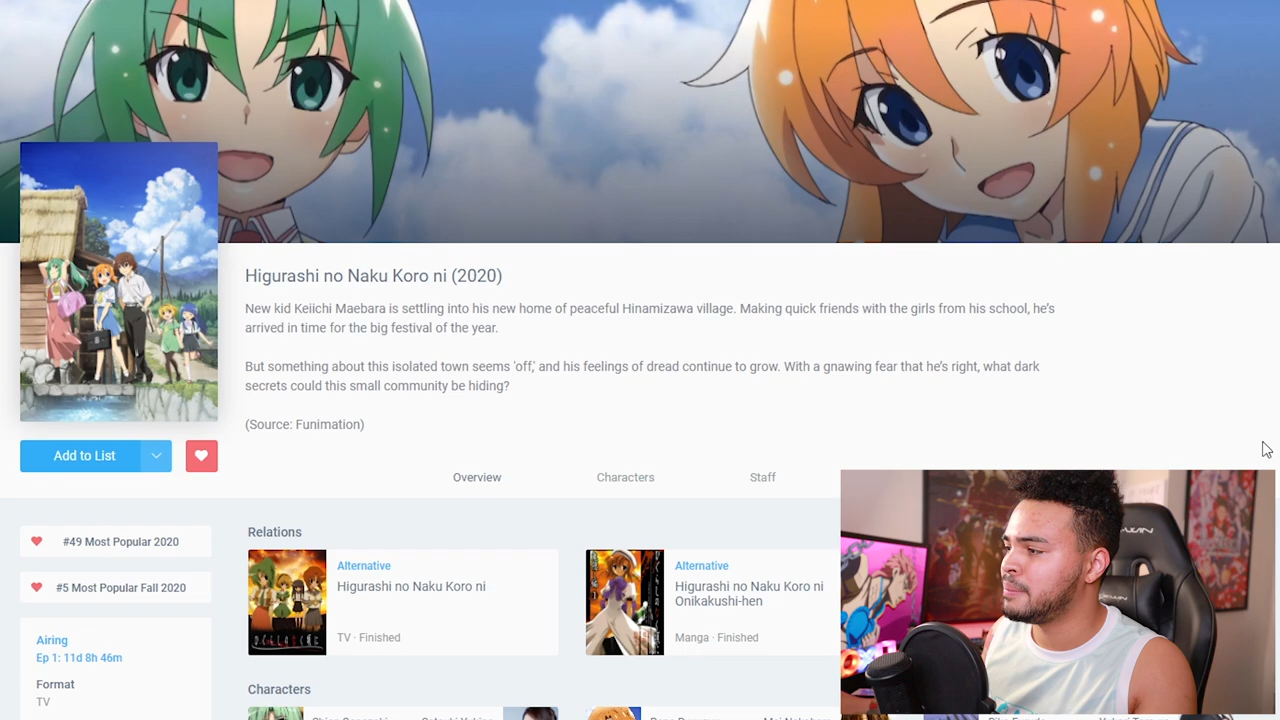 Higurashi no Naku Koro ni (2020)
New kid Keiichi Maebara is settling into his new home of peaceful Hinamizawa village. Making quick friends with the girls from his school, he's
arrived in time for the big festival of the year.
But something about this isolated town seems 'off,' and his feelings of dread continue to grow. With a gnawing fear that he's right, what dark
secrets could this small community be hiding?
(Source: Funimation)
Add to List
Overview
Characters
Staff
#49 Most Popular 2020
#5 Most Popular Fall 2020
Airing
Ep 1: 11d 8h 46m
Format
TV
Relations
Alternative
Higurashi no Naku Koro ni
TV · Finished
Alternative
Higurashi no Naku Koro ni
Onikakushi-hen
Manga · Finished
Characters